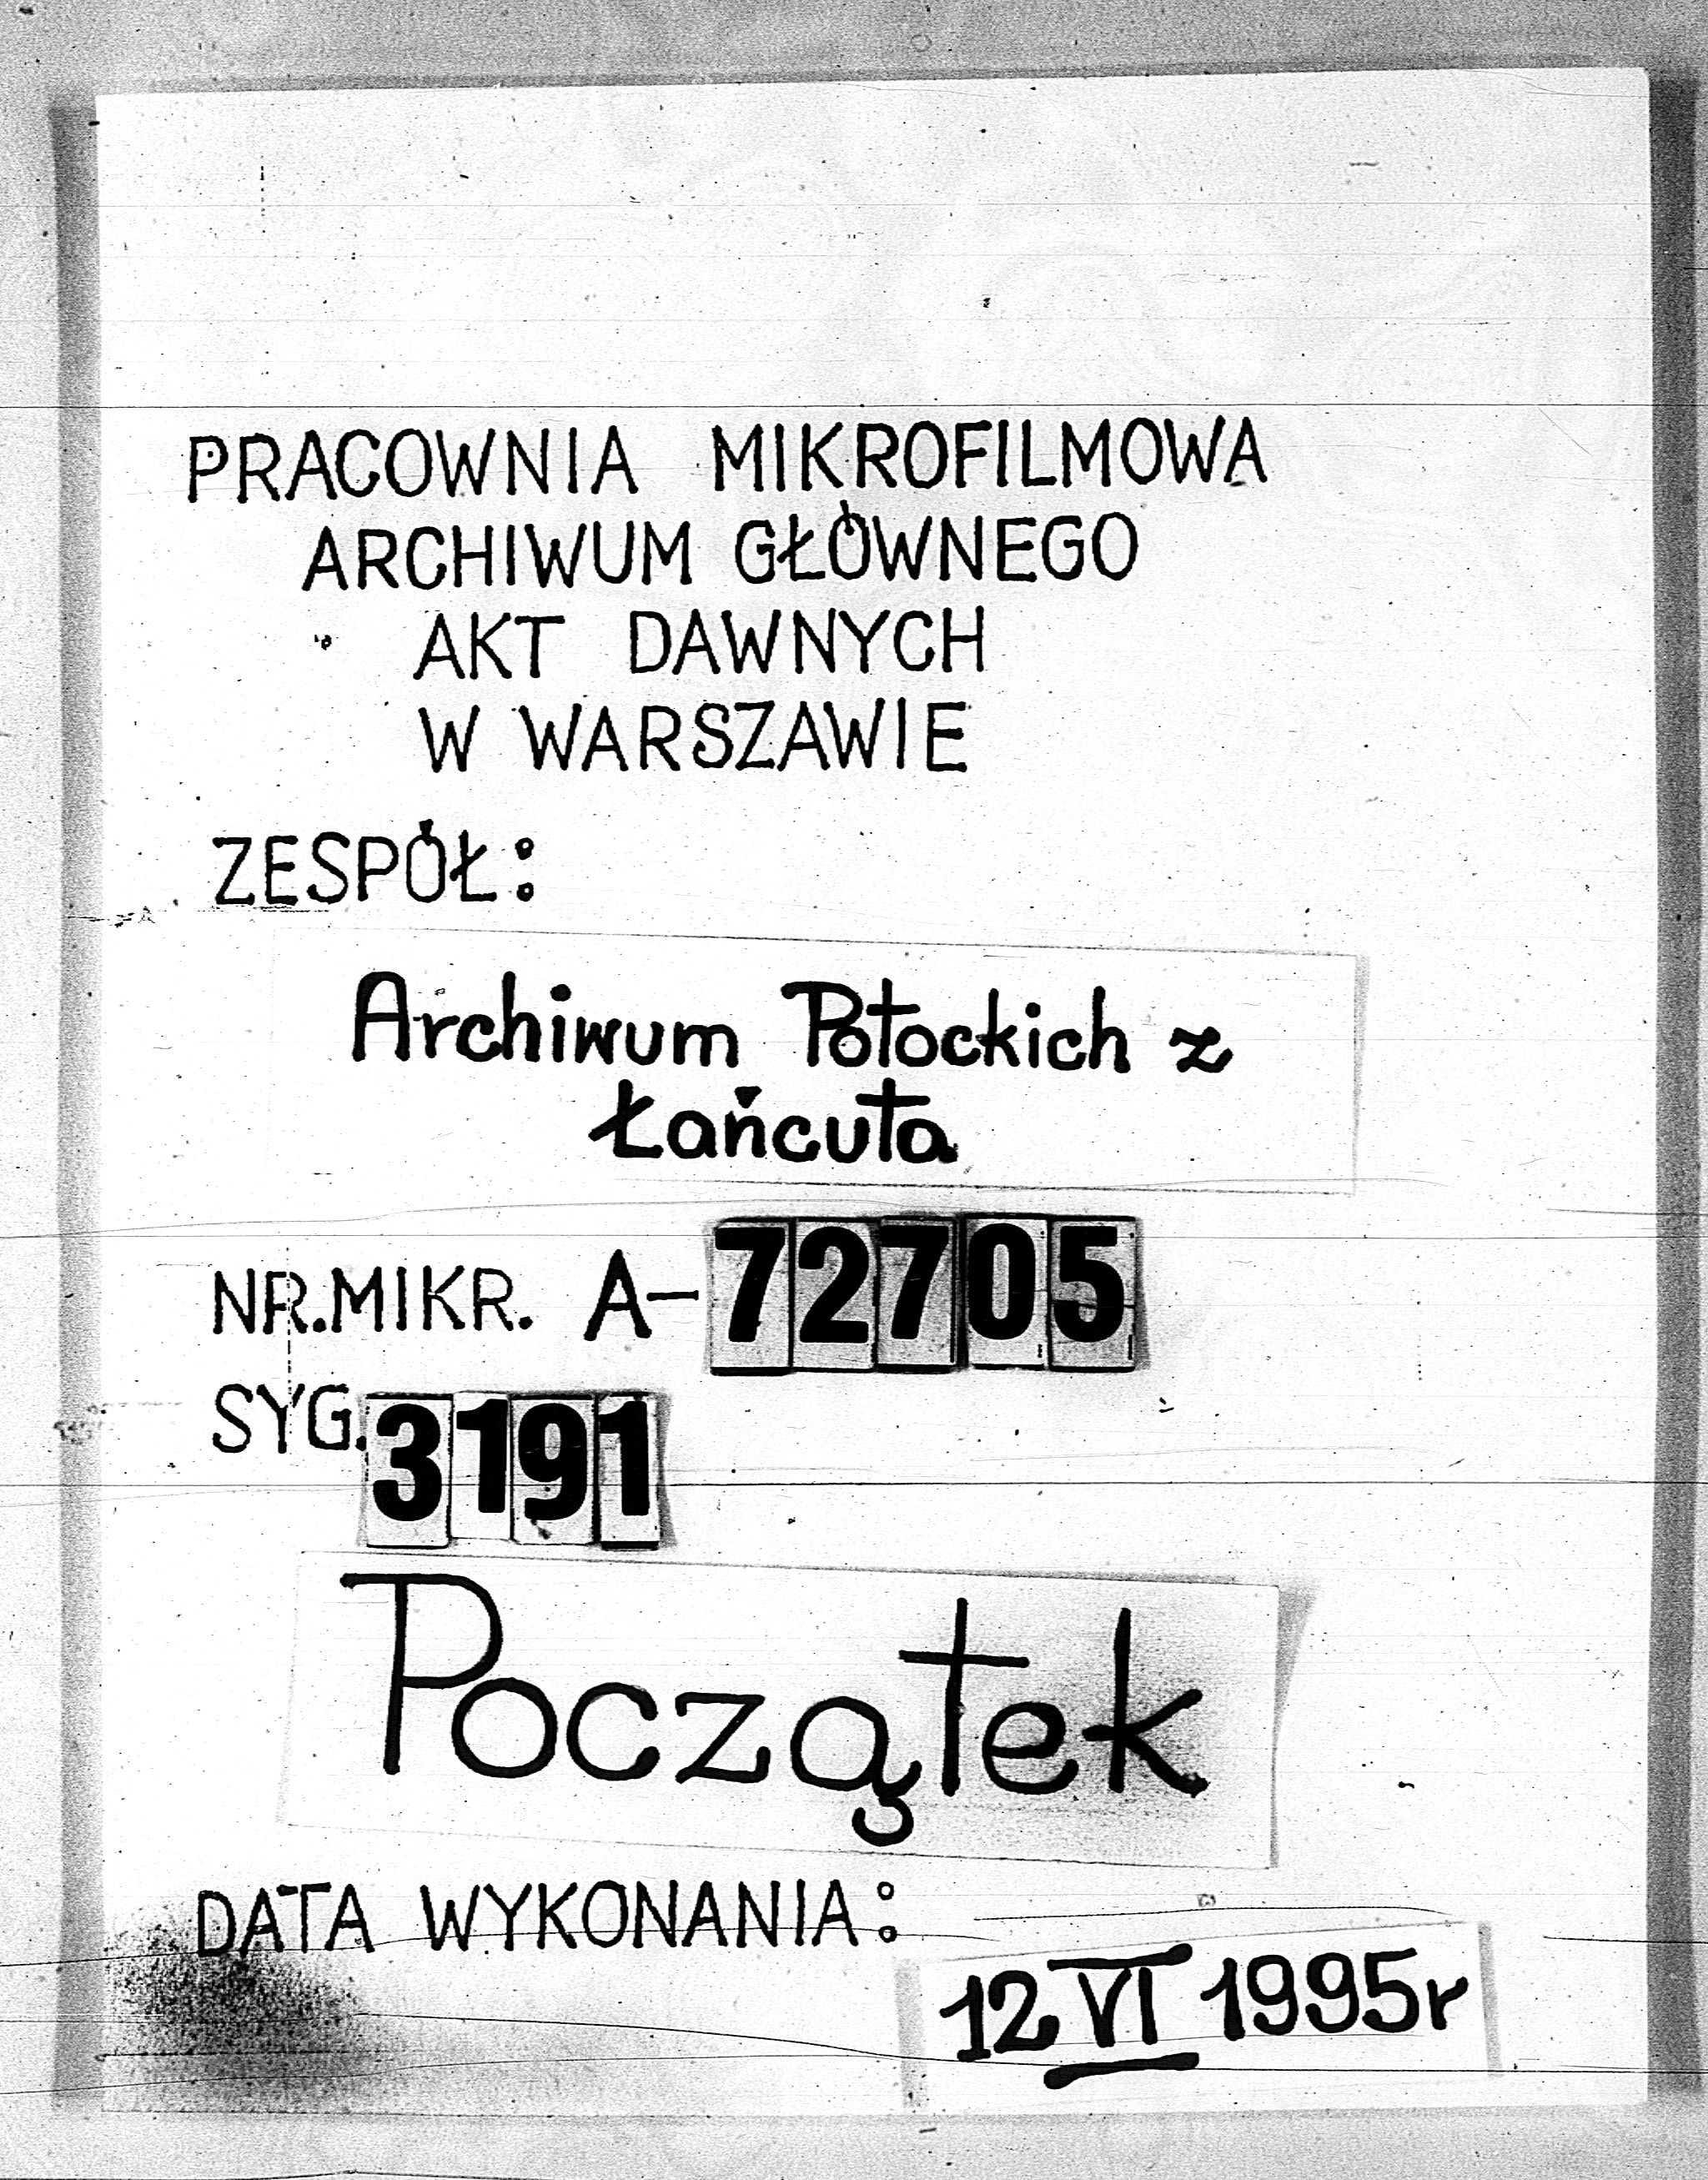 PRACOWNIA MIKROFILMOWA
ARCHIWUM GŁÓWNEGO
AKT DAWNYCH
W WARSZAWIE
ZESPÓŁ:
Archiwum Potockich z
Łańcuta
NR.MIKR. A-72705
SYG.3191
Początek
DATA WYKONANIA:
12 VI 1995r